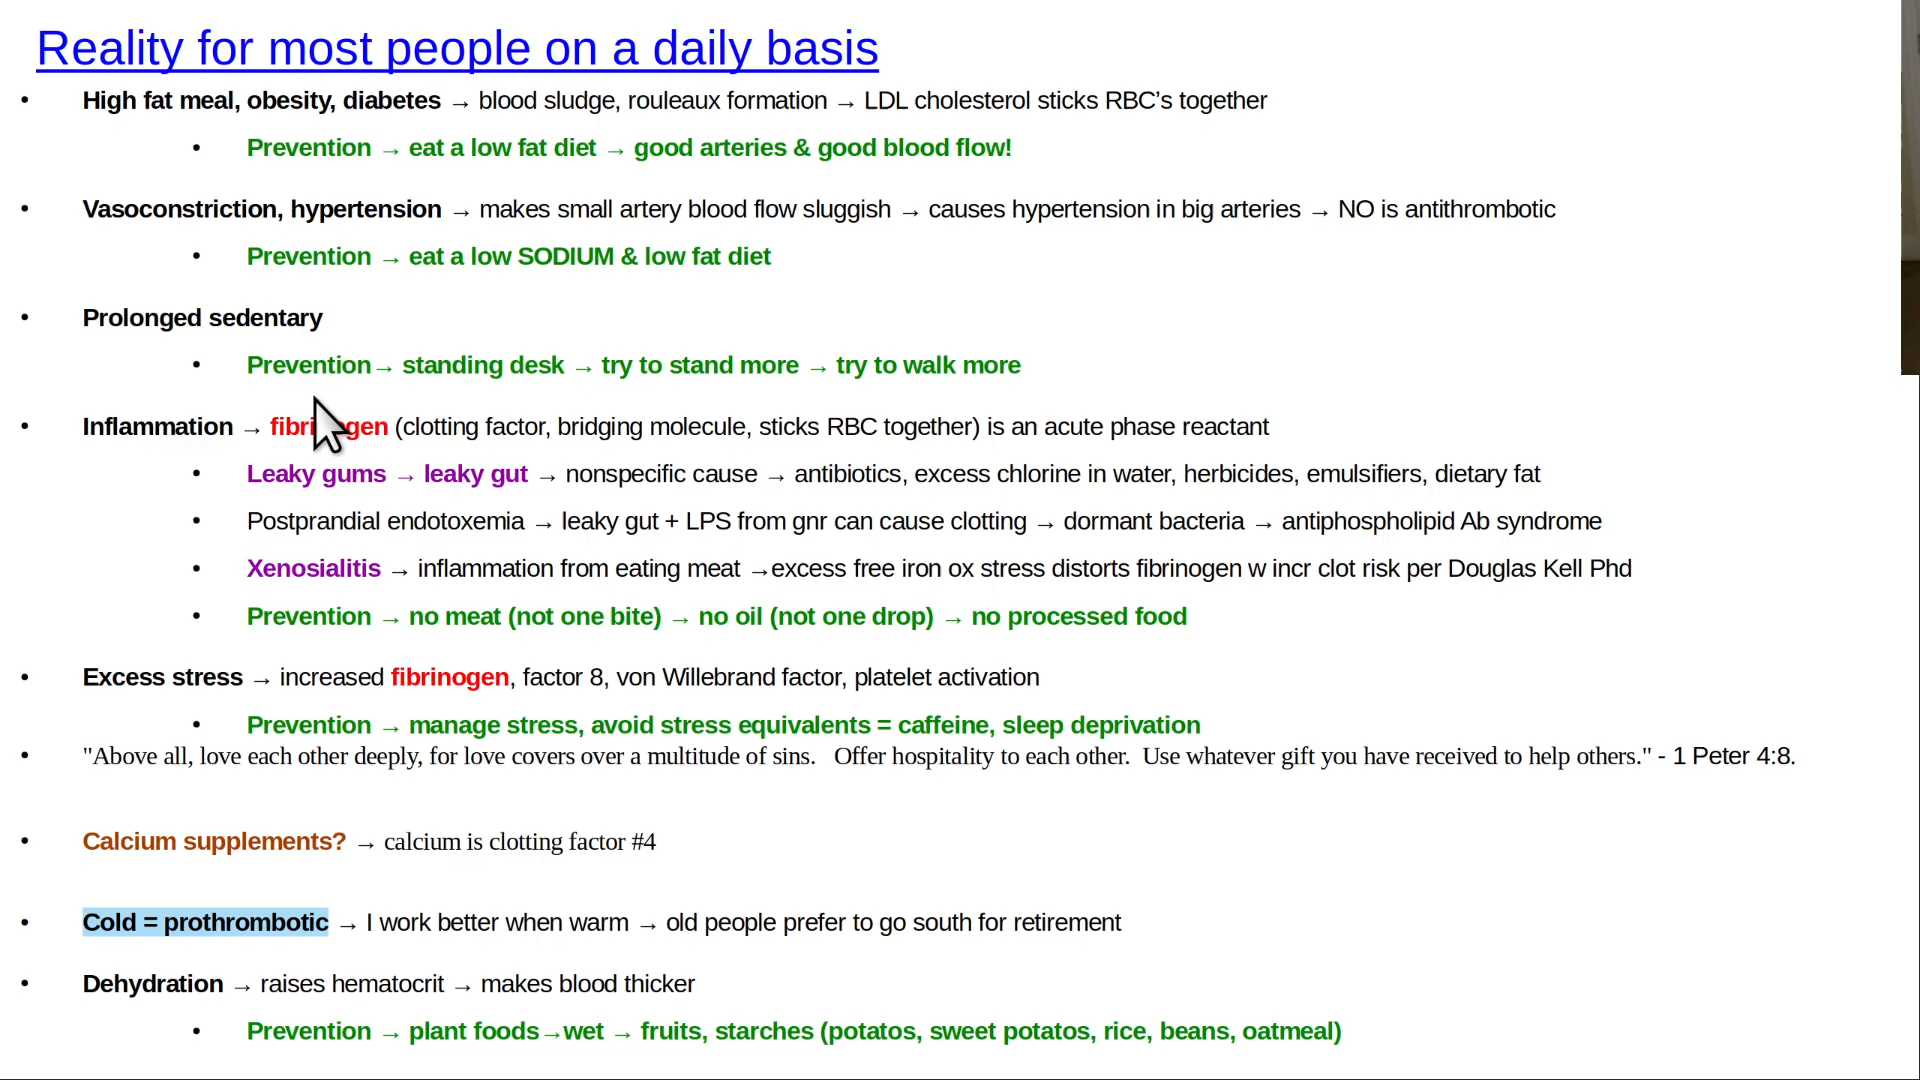 Reality for most people on a daily basis
• High fat meal, obesity, diabetes → blood sludge, rouleaux formation → LDL cholesterol sticks RBC’s together
• Prevention → eat a low fat diet → good arteries & good blood flow!
• Vasoconstriction, hypertension → makes small artery blood flow sluggish → causes hypertension in big arteries → NO is antithrombotic
• Prevention → eat a low SODIUM & low fat diet
• Prolonged sedentary
• Prevention→ standing desk → try to stand more → try to walk more
• Inflammation → fibrinogen (clotting factor, bridging molecule, sticks RBC together) is an acute phase reactant
• Leaky gums → leaky gut → nonspecific cause → antibiotics, excess chlorine in water, herbicides, emulsifiers, dietary fat
• Postprandial endotoxemia → leaky gut + LPS from gnr can cause clotting → dormant bacteria → antiphospholipid Ab syndrome
• Xenosialitis → inflammation from eating meat →excess free iron ox stress distorts fibrinogen w incr clot risk per Douglas Kell Phd
• Prevention → no meat (not one bite) → no oil (not one drop) → no processed food
• Excess stress → increased fibrinogen, factor 8, von Willebrand factor, platelet activation
• Prevention → manage stress, avoid stress equivalents = caffeine, sleep deprivation
• "Above all, love each other deeply, for love covers over a multitude of sins. Offer hospitality to each other. Use whatever gift you have received to help others." - 1 Peter 4:8.
• Calcium supplements? → calcium is clotting factor #4
• Cold = prothrombotic → I work better when warm → old people prefer to go south for retirement
• Dehydration → raises hematocrit → makes blood thicker
• Prevention → plant foods→wet → fruits, starches (potatos, sweet potatos, rice, beans, oatmeal)